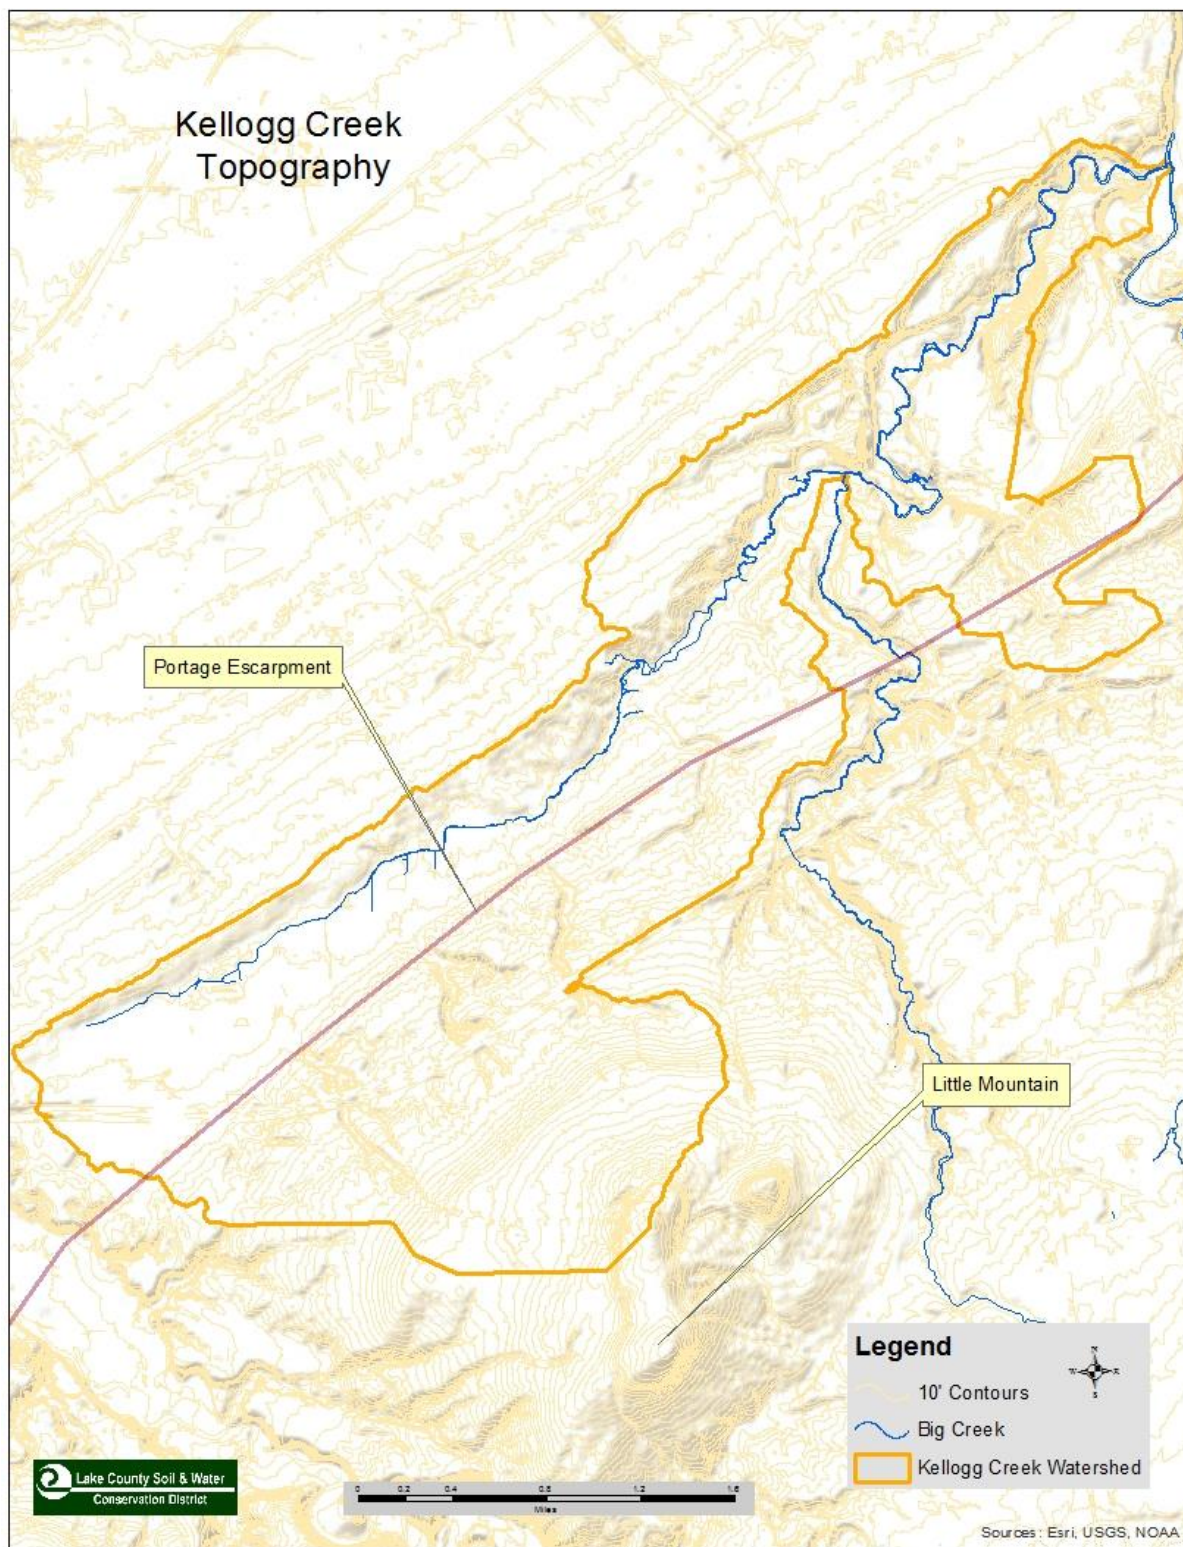 Kellogg Creek
Topography
Portage Escarpment
Little Mountain
Legend
N
W
E
S
10' Contours
Big Creek
Kellogg Creek Watershed
Lake County Soil & Water
Conservation District
0 0.2 0.4 0.8 1.2 1.6
Miles
Sources: Esri, USGS, NOAA